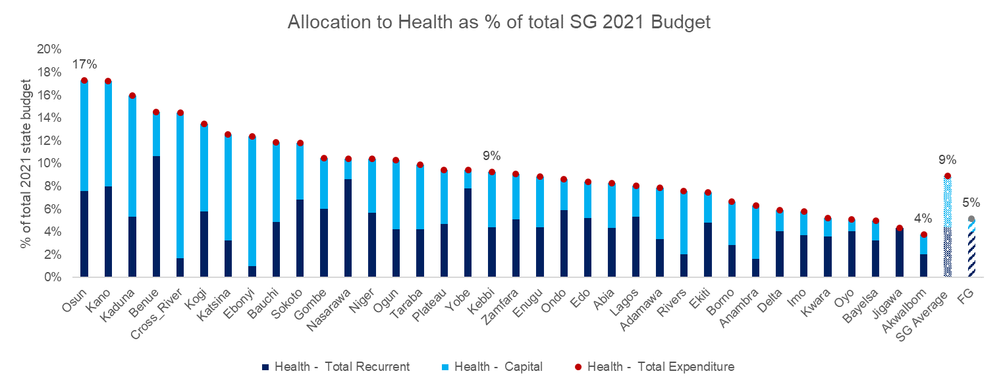 Allocation to Health as % of total SG 2021 Budget
% of total 2021 state budget
20%
18%
16%
14%
12%
10%
8%
6%
4%
2%
0%
17%
9%
4%
9%
5%
Osun
Kano
Kaduna
Benue
Cross_River
Kogi
Katsina
Ebonyi
Bauchi
Sokoto
Gombe
Nasarawa
Niger
Ogun
Taraba
Plateau
Yobe
Kebbi
Zamfara
Enugu
Ondo
Edo
Abia
Lagos
Adamawa
Rivers
Ekiti
Borno
Anambra
Delta
Imo
Kwara
Oyo
Bayelsa
Jigawa
AkwaIbom
SG Average
FG
Health - Total Recurrent
Health - Capital
Health - Total Expenditure